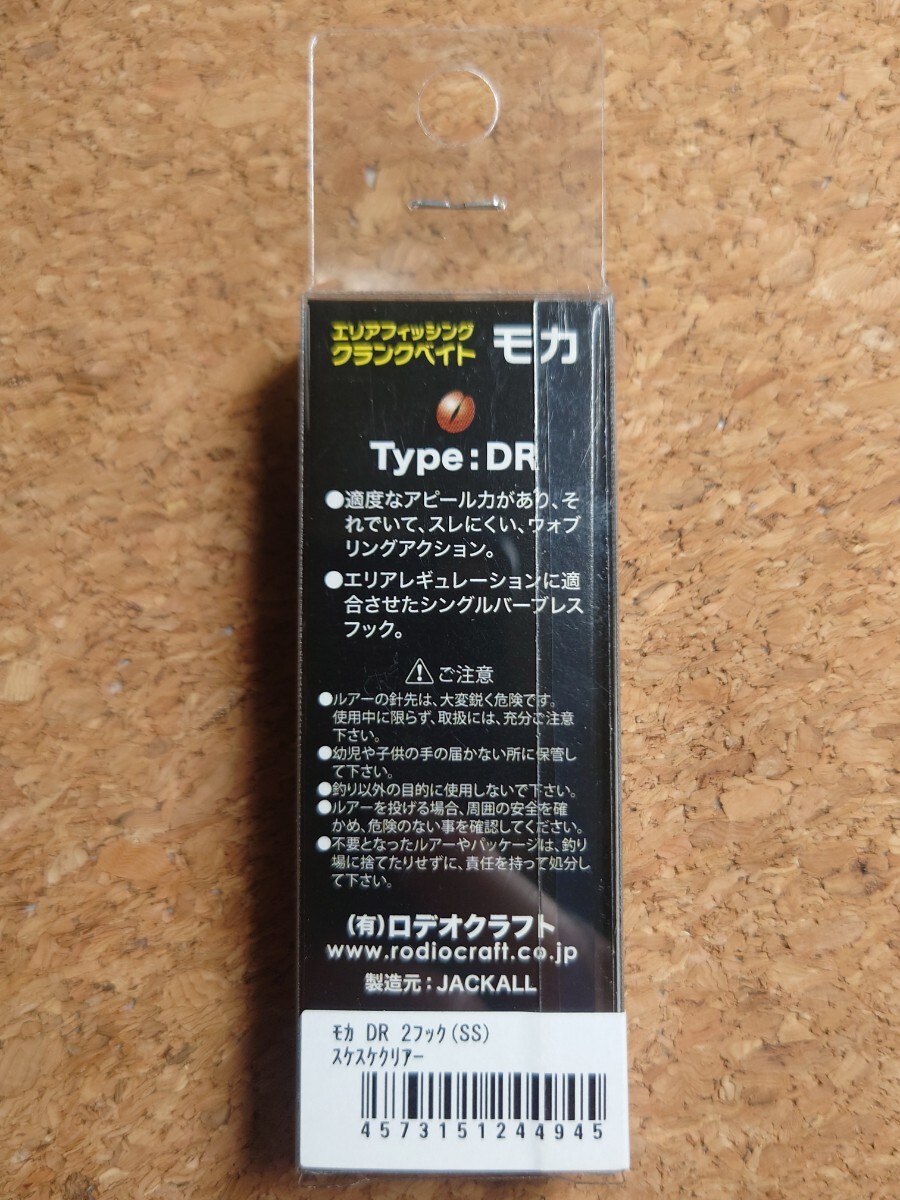 エリアフィッシング
クランクベイト モカ
Type:DR
●適度なアピール力があり、そ
れでいて、スレにくい、ウォブ
リングアクション。
●エリアレギュレーションに適
合させたシングルバーブレス
フック。
⚠ご注意
●ルアーの針先は、大変鋭く危険です。
使用中に限らず、取扱には、充分ご注意
下さい。
●幼児や子供の手の届かない所に保管し
て下さい。
●釣り以外の目的に使用しないで下さい。
●ルアーを投げる場合、周囲の安全を確
かめ、危険のない事を確認してください。
●不要となったルアーやパッケージは、釣り
場に捨てたりせずに、責任を持って処分し
て下さい。
(有)ロデオクラフト
www.rodiocraft.co.jp
製造元:JACKALL
ﾓｶ DR 2ﾌｯｸ(SS)
ｽｹｽｹｸﾘｱｰ
4573151244945